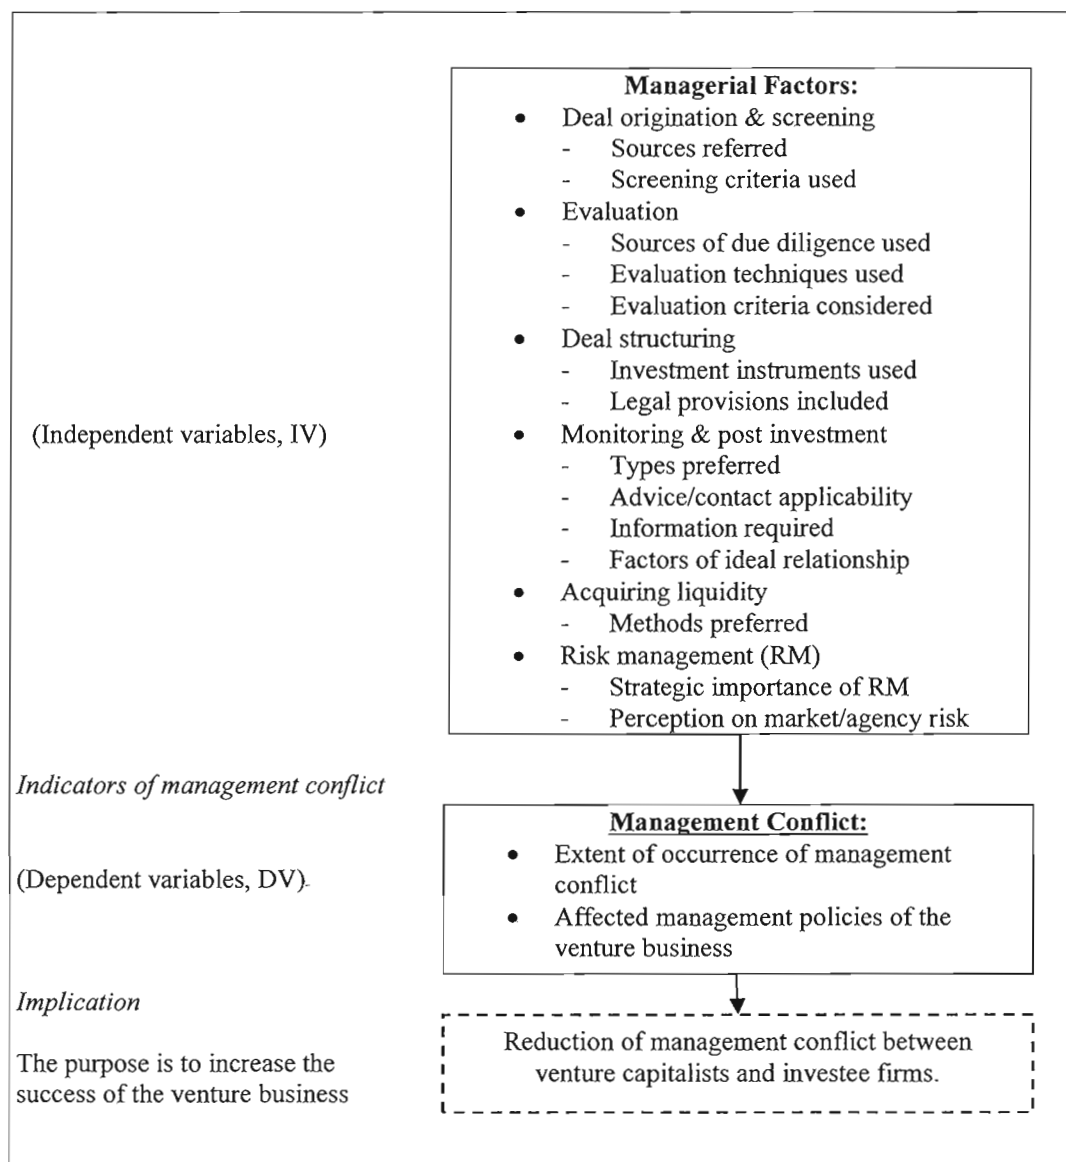 Managerial Factors:
• Deal origination & screening
- Sources referred
- Screening criteria used
• Evaluation
- Sources of due diligence used
- Evaluation techniques used
- Evaluation criteria considered
• Deal structuring
- Investment instruments used
- Legal provisions included
(Independent variables, IV)
• Monitoring & post investment
- Types preferred
- Advice/contact applicability
- Information required
- Factors of ideal relationship
• Acquiring liquidity
- Methods preferred
• Risk management (RM)
- Strategic importance of RM
- Perception on market/agency risk
Indicators of management conflict
(Dependent variables, DV)
Management Conflict:
• Extent of occurrence of management
conflict
• Affected management policies of the
venture business
Implication
The purpose is to increase the
success of the venture business
Reduction of management conflict between
venture capitalists and investee firms.